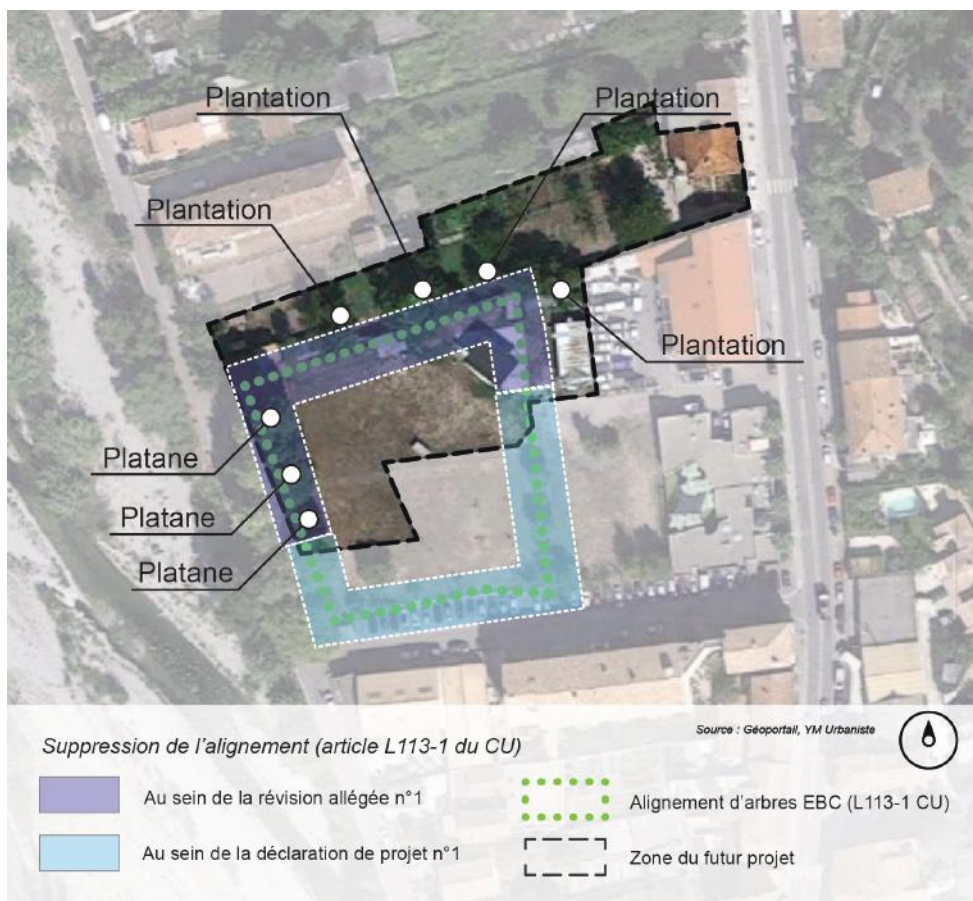 Plantation
Plantation
Plantation
Plantation
Platane
Platane
Platane
Source : Géoportail, YM Urbaniste
Suppression de l'alignement (article L113-1 du CU)
Au sein de la révision allégée n°1
Alignement d'arbres EBC (L113-1 CU)
Au sein de la déclaration de projet n°1
Zone du futur projet